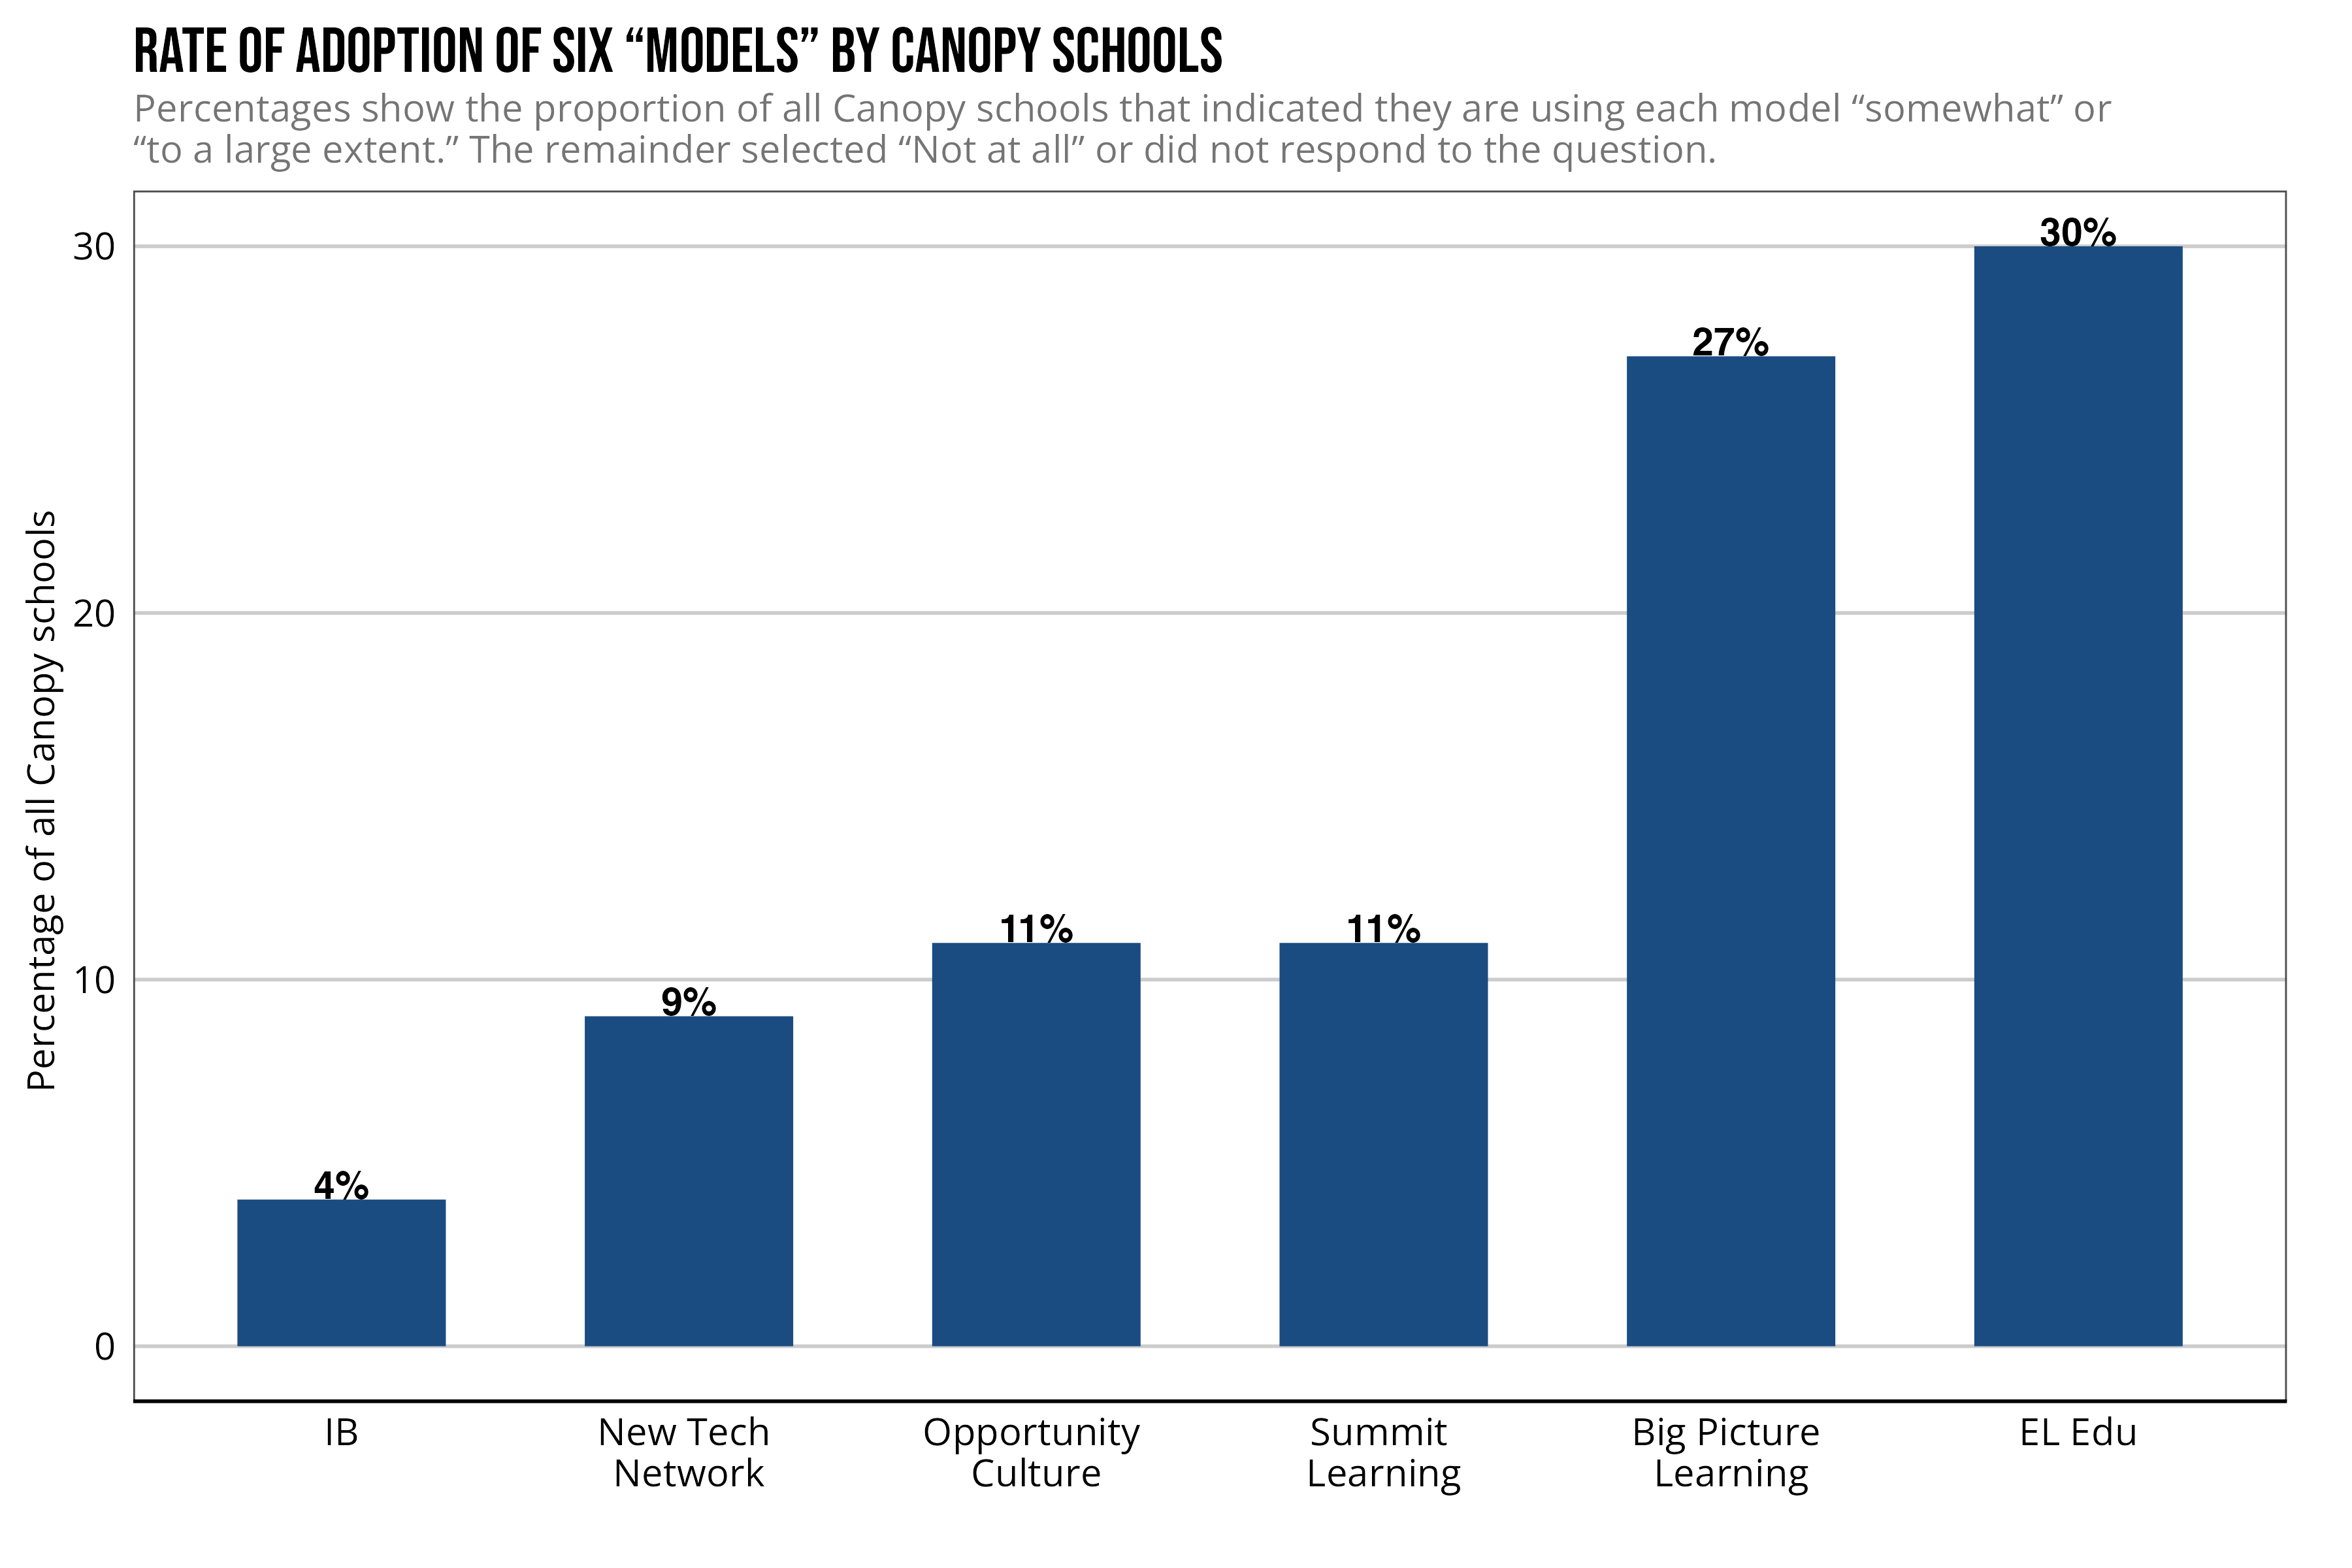 RATE OF ADOPTION OF SIX “MODELS” BY CANOPY SCHOOLS
Percentages show the proportion of all Canopy schools that indicated they are using each model “somewhat” or
“to a large extent.” The remainder selected “Not at all” or did not respond to the question.
Percentage of all Canopy schools
30
20
10
0
4%
9%
11%
11%
27%
30%
IB
New Tech
Network
Opportunity
Culture
Summit
Learning
Big Picture
Learning
EL Edu